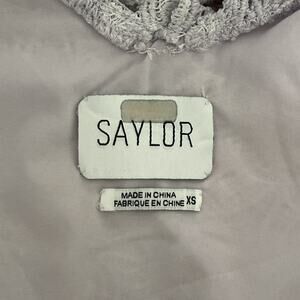 SAYLOR
MADE IN CHINA
FABRIQUE EN CHINE XS